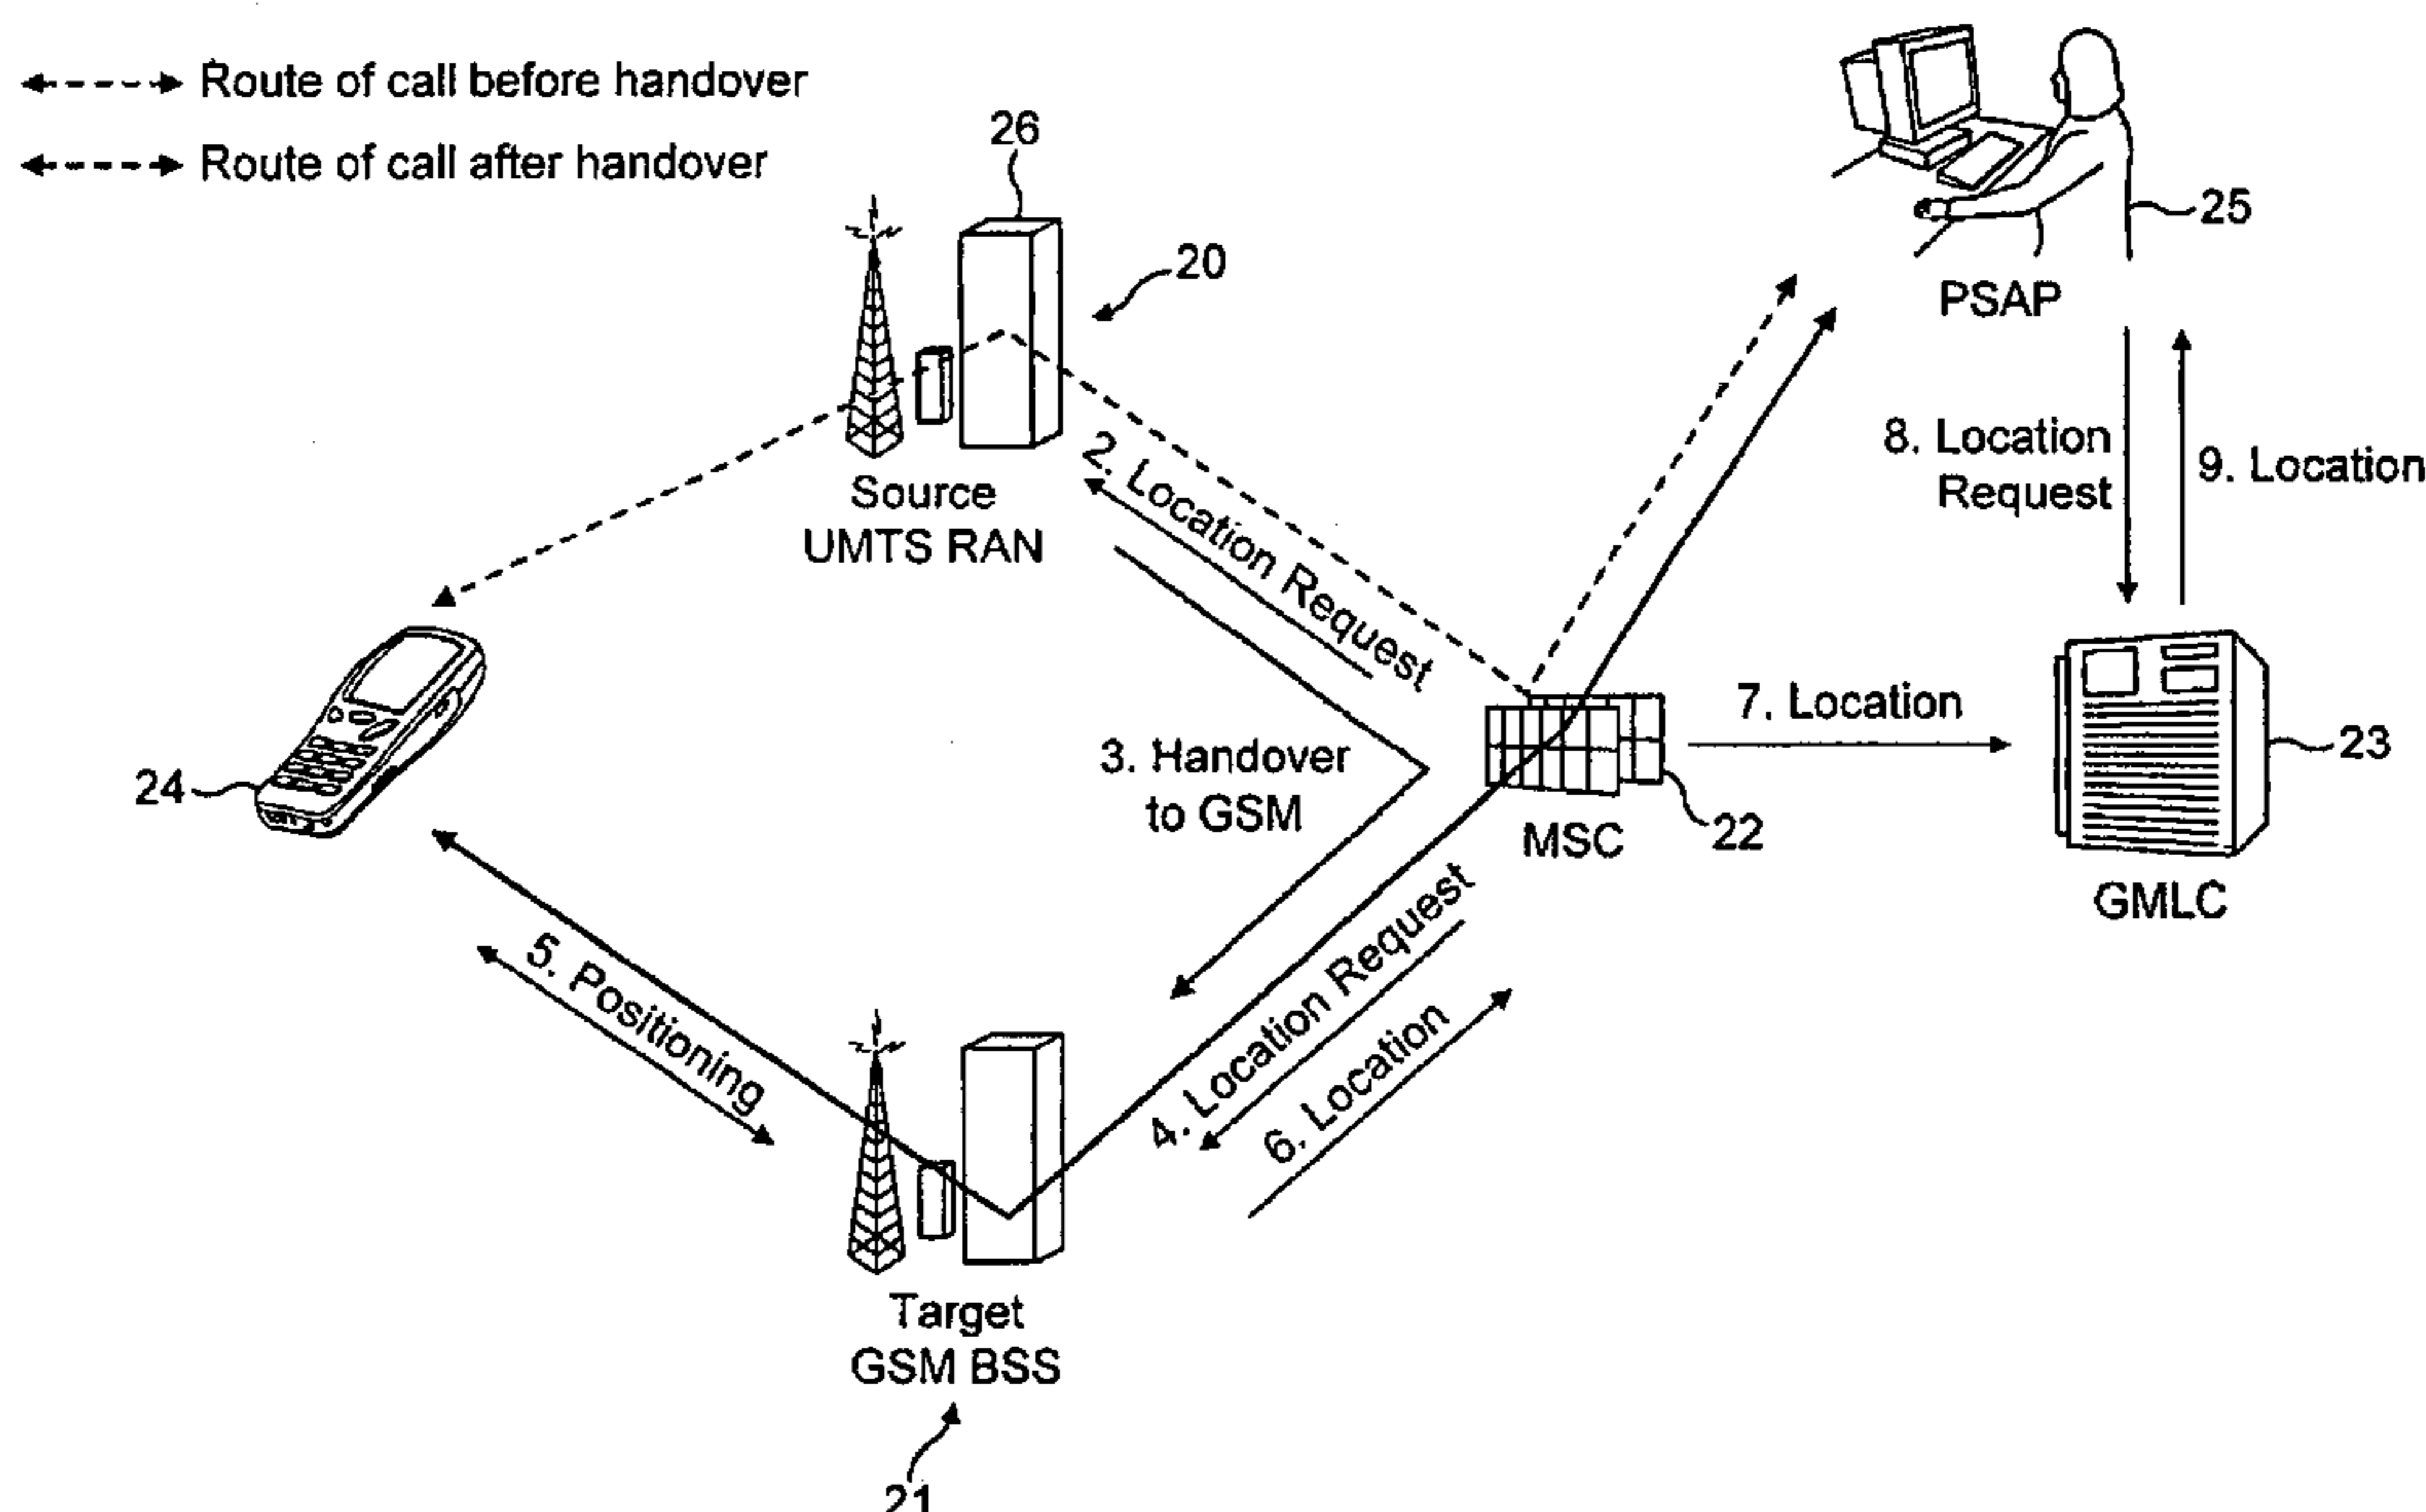 Route of call before handover
Route of call after handover
26
20
25
PSAP
Source
UMTS RAN
2. Location Request
8. Location
Request
9. Location
24
3. Handover
to GSM
MSC
22
7. Location
23
GMLC
5. Positioning
4. Location Request
6. Location
Target
GSM BSS
21